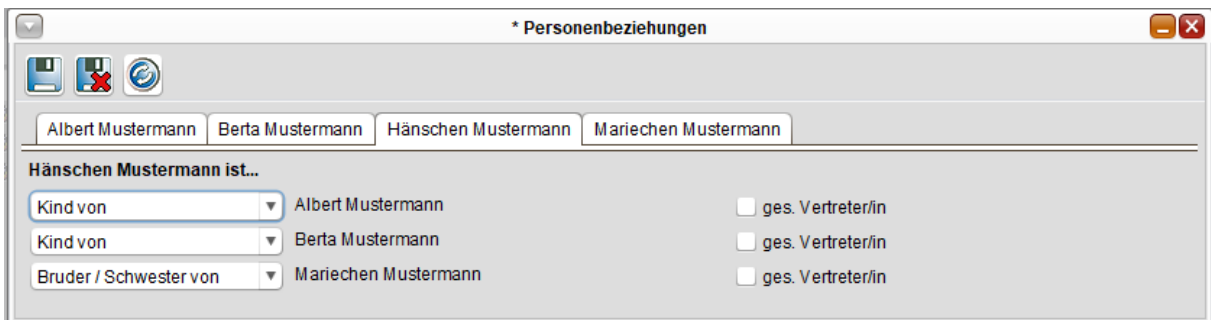 * Personenbeziehungen
Albert Mustermann Berta Mustermann Hänschen Mustermann Mariechen Mustermann
Hänschen Mustermann ist...
Kind von Albert Mustermann ges. Vertreter/in
Kind von Berta Mustermann ges. Vertreter/in
Bruder / Schwester von Mariechen Mustermann ges. Vertreter/in